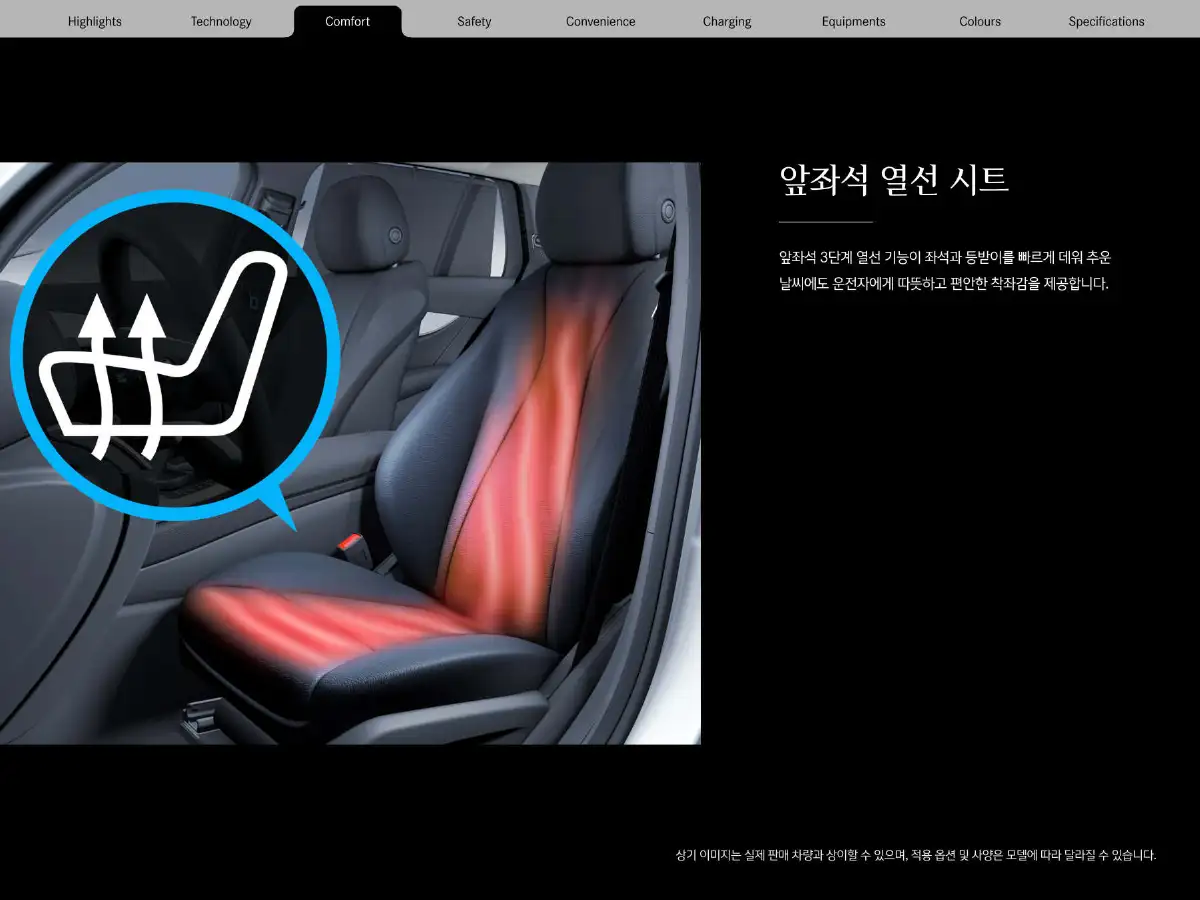 Highlights
Technology
Comfort
Safety
Convenience
Charging
Equipments
Colours
Specifications
앞좌석 열선 시트
앞좌석 3단계 열선 기능이 좌석과 등받이를 빠르게 데워 추운
날씨에도 운전자에게 따뜻하고 편안한 착좌감을 제공합니다.
상기 이미지는 실제 판매 차량과 상이할 수 있으며, 적용 옵션 및 사양은 모델에 따라 달라질 수 있습니다.